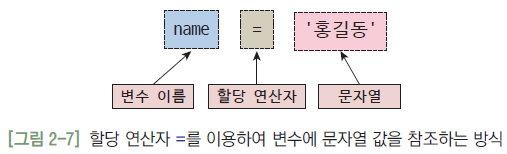 name = '홍길동'
변수 이름 할당 연산자 문자열
[그림 2-7] 할당 연산자 =를 이용하여 변수에 문자열 값을 참조하는 방식